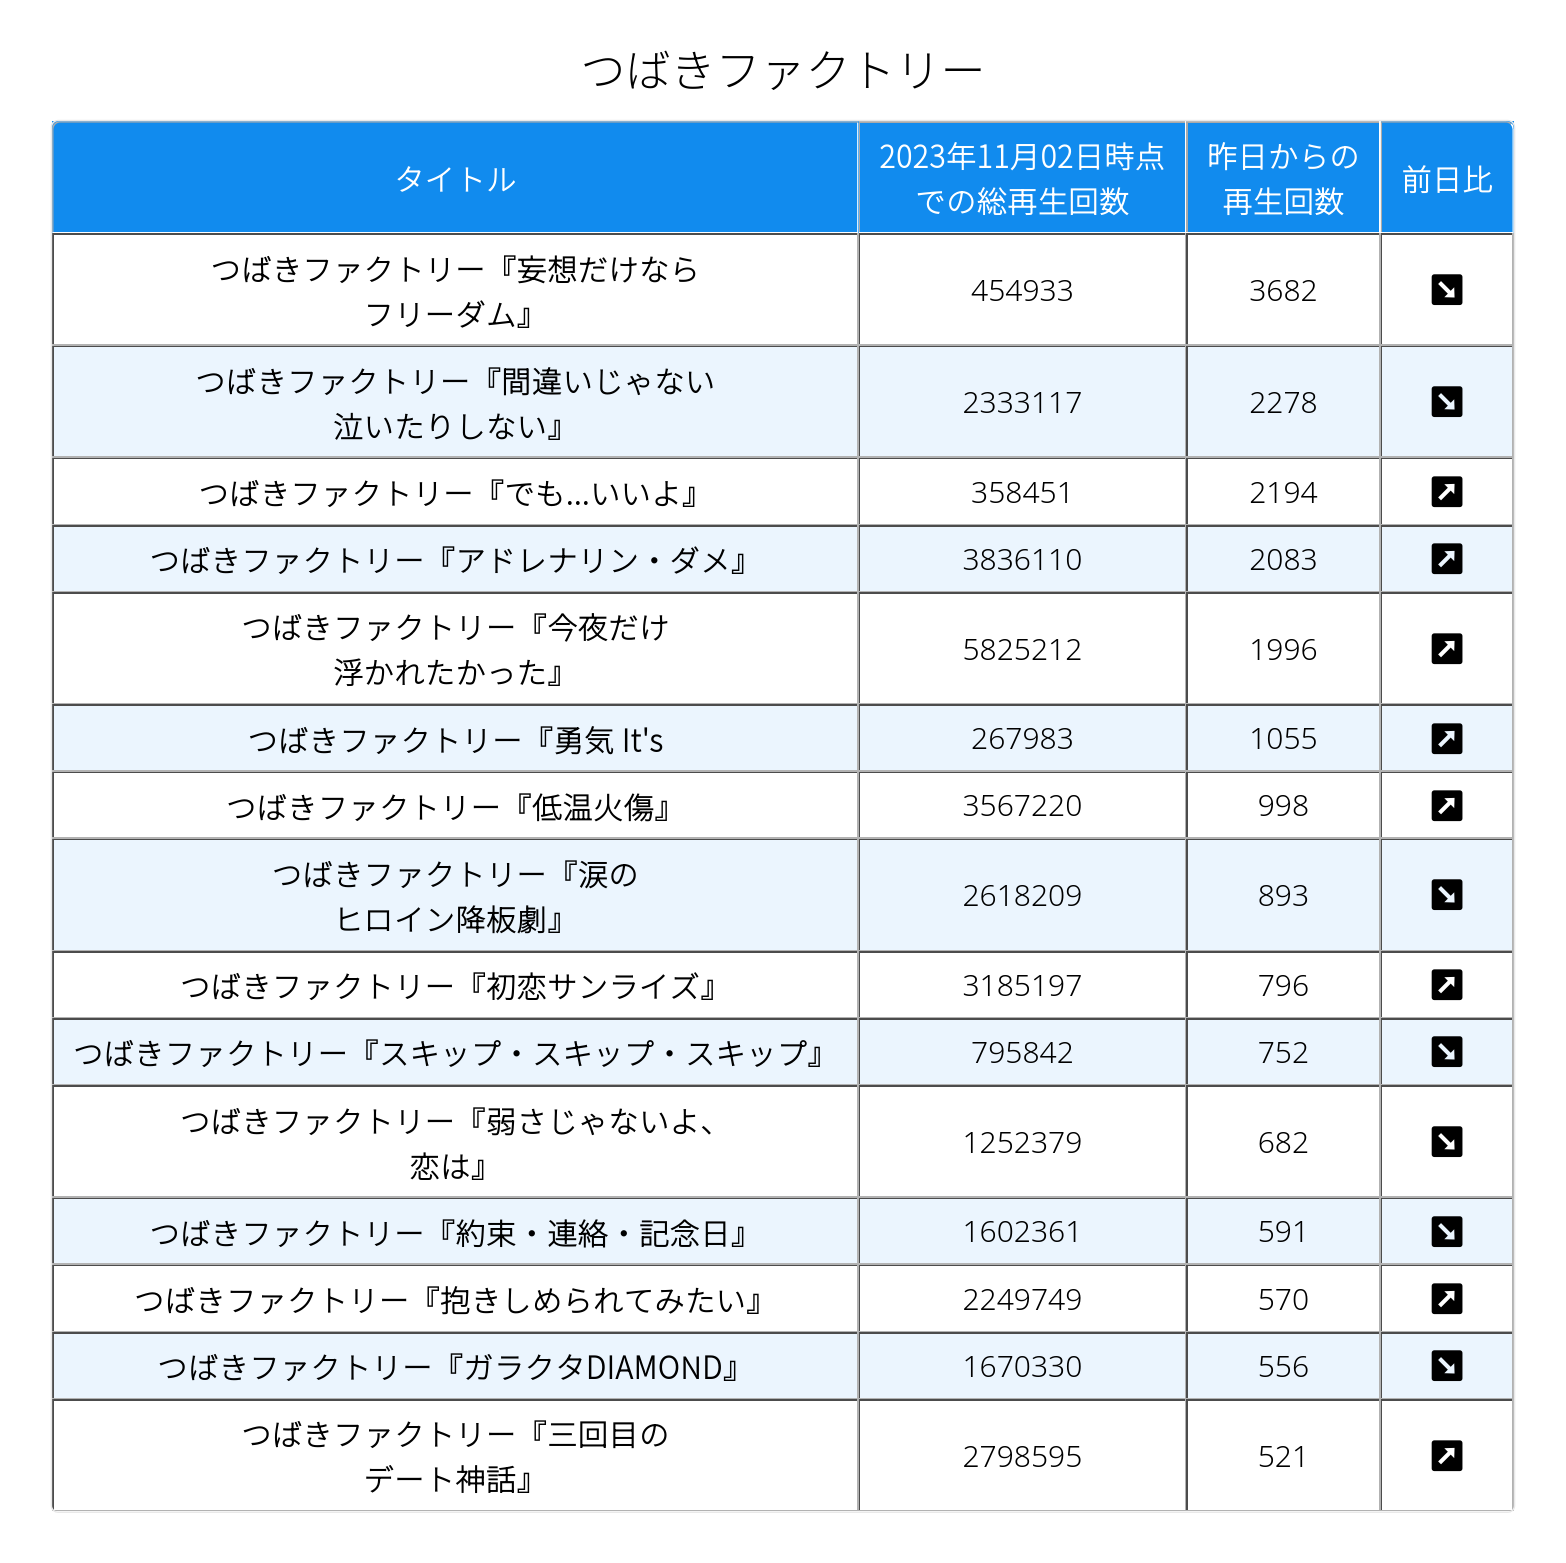 つばきファクトリー
タイトル
2023年11月02日時点
での総再生回数
昨日からの
再生回数
前日比
つばきファクトリー『妄想だけなら
フリーダム』
454933
3682
つばきファクトリー『間違いじゃない
泣いたりしない』
2333117
2278
つばきファクトリー『でも...いいよ』
358451
2194
つばきファクトリー『アドレナリン・ダメ』
3836110
2083
つばきファクトリー『今夜だけ
浮かれたかった』
5825212
1996
つばきファクトリー『勇気 It's
267983
1055
つばきファクトリー『低温火傷』
3567220
998
つばきファクトリー『涙の
ヒロイン降板劇』
2618209
893
つばきファクトリー『初恋サンライズ』
3185197
796
つばきファクトリー『スキップ・スキップ・スキップ』
795842
752
つばきファクトリー『弱さじゃないよ、
恋は』
1252379
682
つばきファクトリー『約束・連絡・記念日』
1602361
591
つばきファクトリー『抱きしめられてみたい』
2249749
570
つばきファクトリー『ガラクタDIAMOND』
1670330
556
つばきファクトリー『三回目の
デート神話』
2798595
521